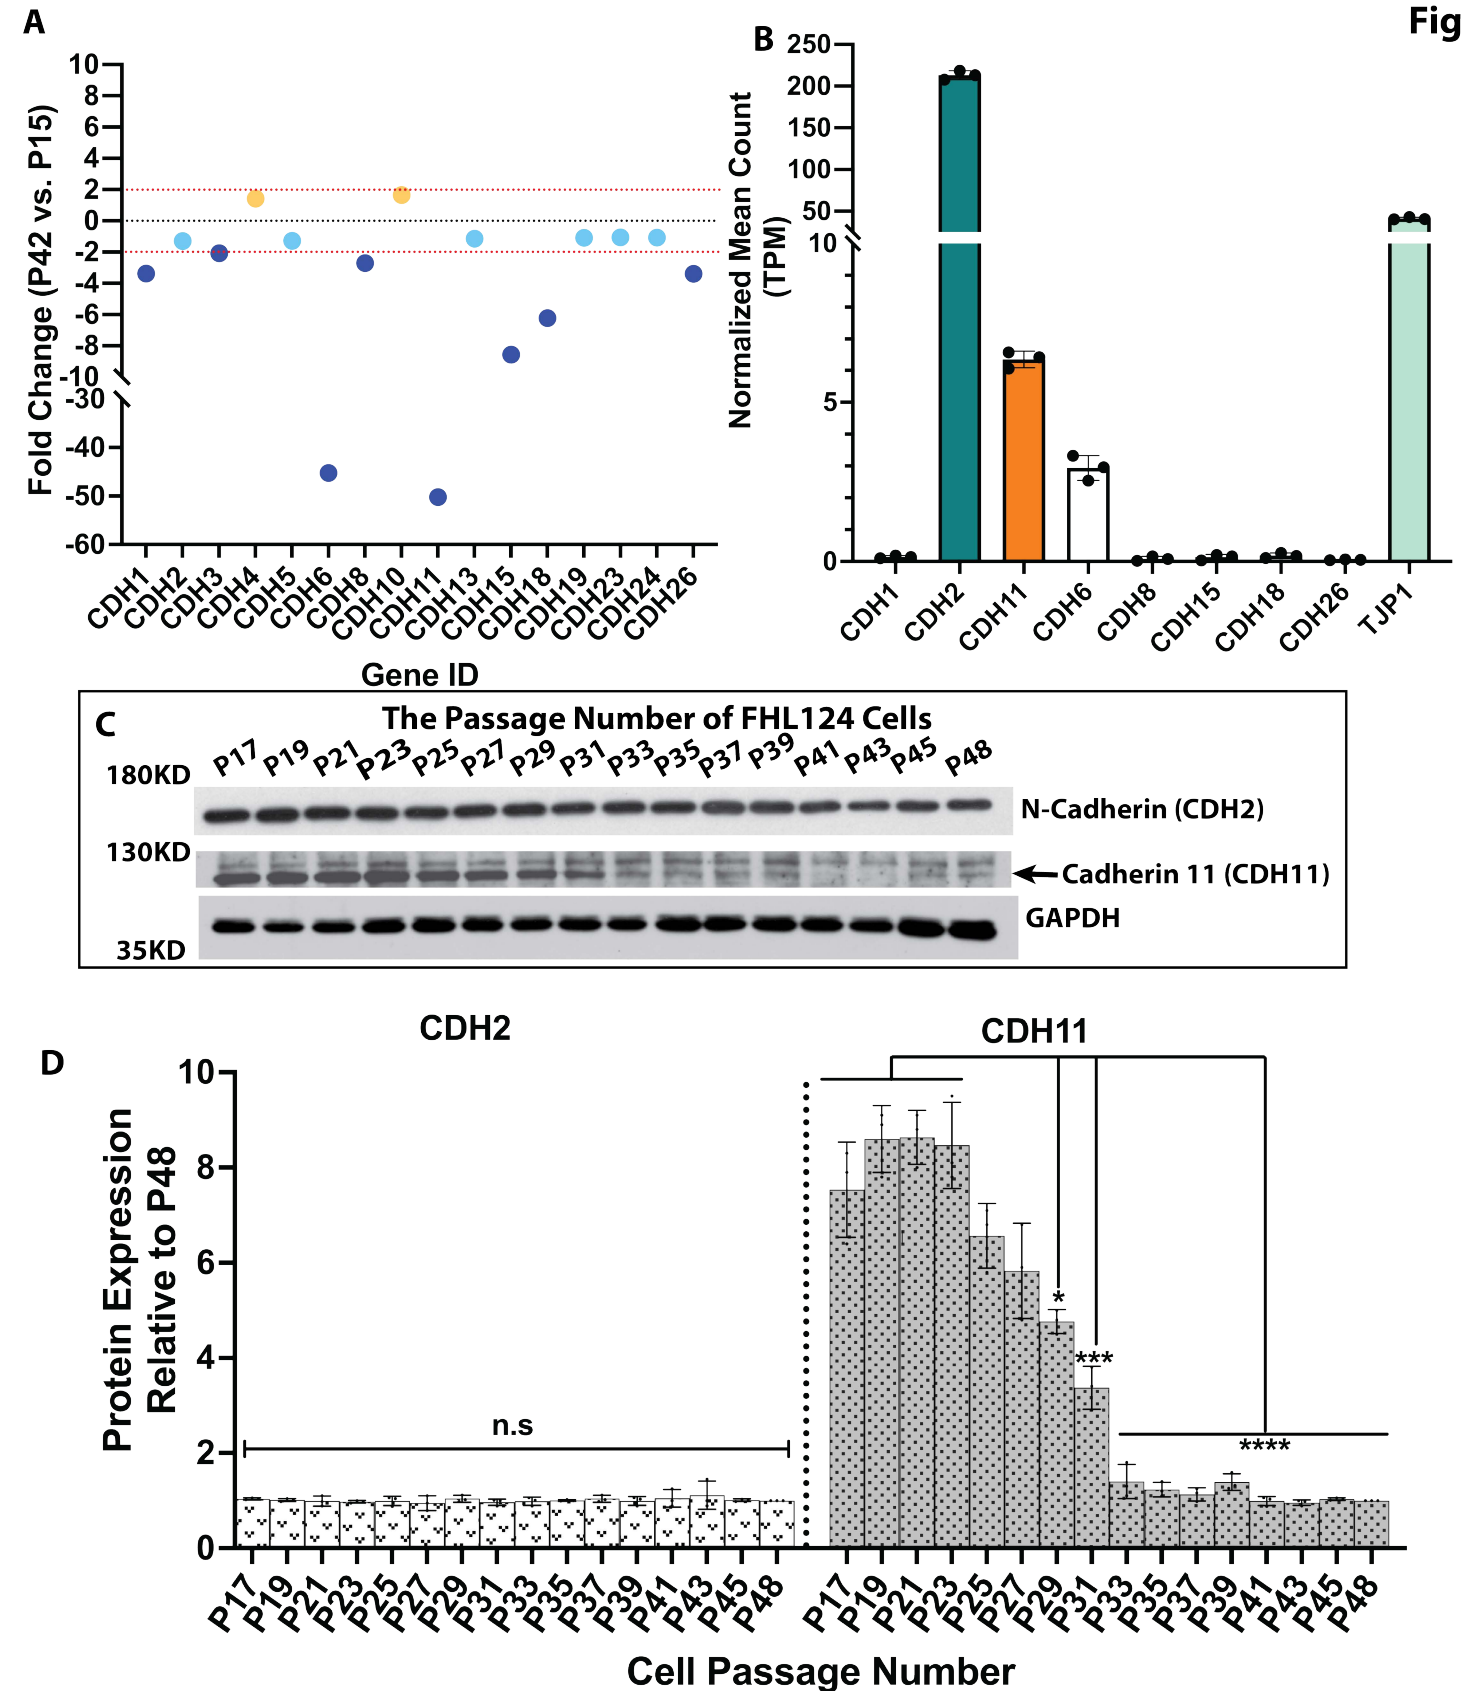 Fig
A
Fold Change (P42 vs. P15)
10
8
6
4
2
0
-2
-4
-6
-8
-10
-30
-40
-50
-60
CDH1
CDH2
CDH3
CDH4
CDH5
CDH6
CDH8
CDH10
CDH11
CDH13
CDH15
CDH18
CDH19
CDH23
CDH24
CDH26
Gene ID
B
Normalized Mean Count
(TPM)
250
200
150
100
50
10
5
0
CDH1
CDH2
CDH11
CDH6
CDH8
CDH15
CDH18
CDH26
TJP1
C
The Passage Number of FHL124 Cells
P17 P19 P21 P23 P25 P27 P29 P31 P33 P35 P37 P39 P41 P43 P45 P48
180KD
N-Cadherin (CDH2)
130KD
Cadherin 11 (CDH11)
GAPDH
35KD
D
CDH2
CDH11
Protein Expression
Relative to P48
10
8
6
4
2
0
n.s
*
***
****
P17 P19 P21 P23 P25 P27 P29 P31 P33 P35 P37 P39 P41 P43 P45 P48
P17 P19 P21 P23 P25 P27 P29 P31 P33 P35 P37 P39 P41 P43 P45 P48
Cell Passage Number